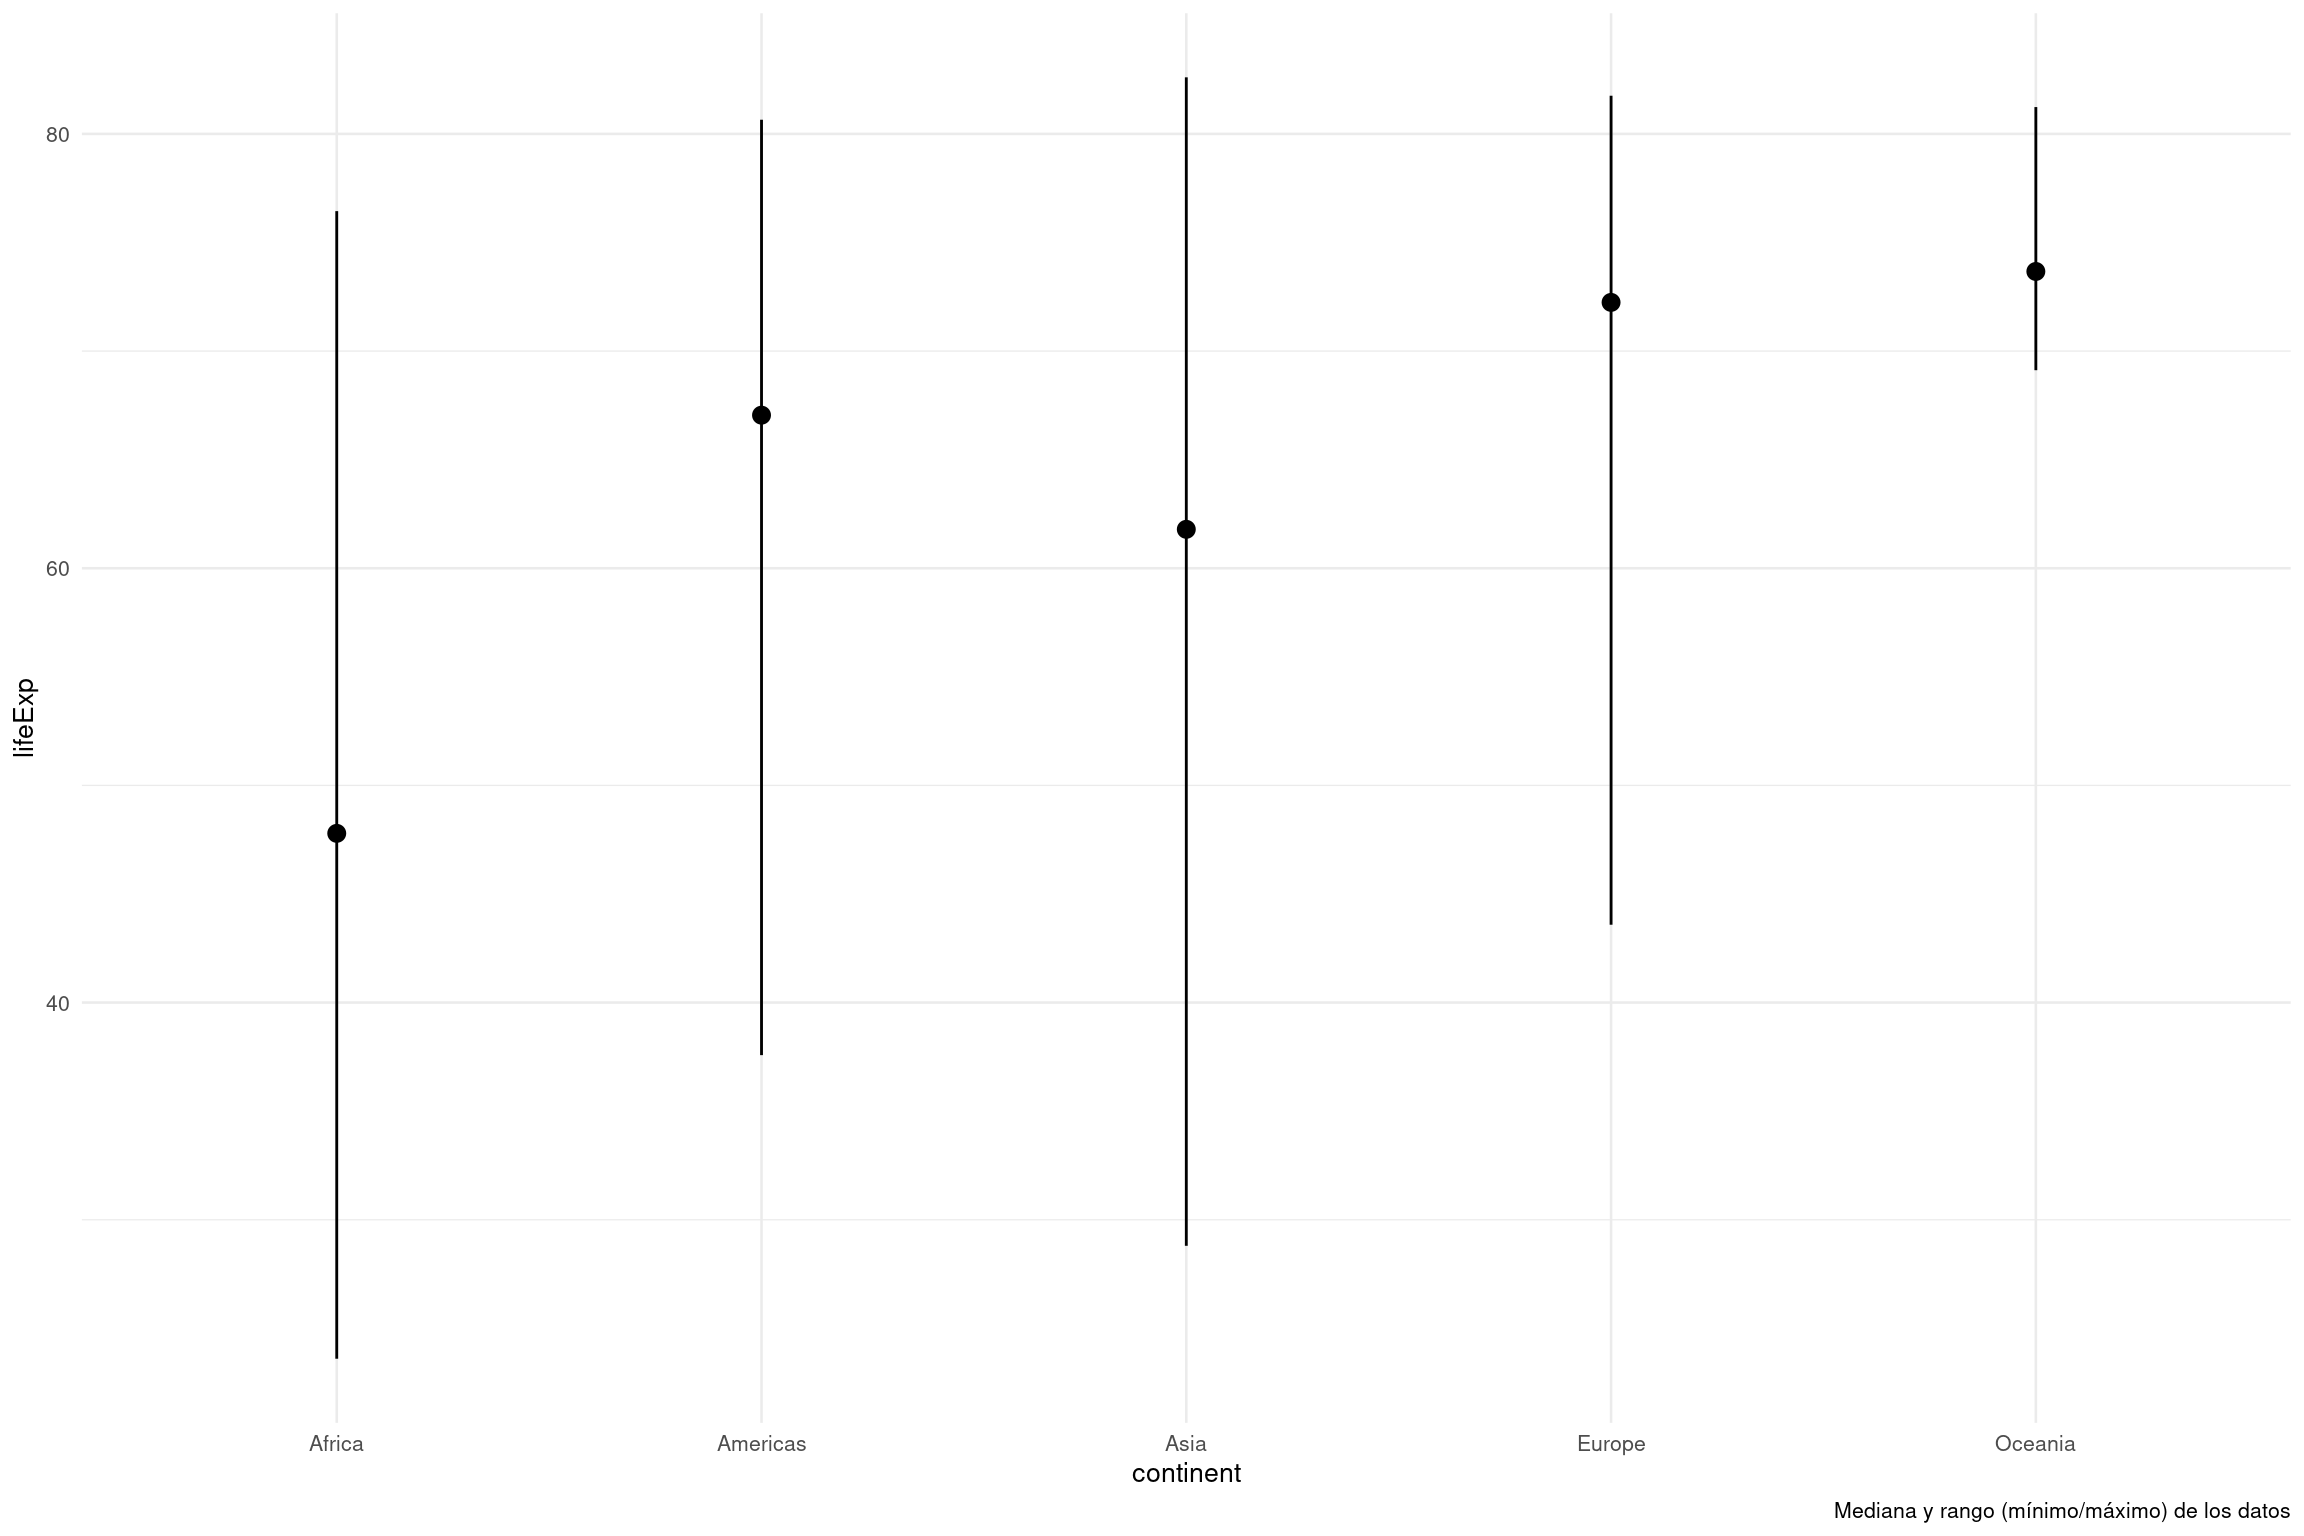 80
60
40
lifeExp
Africa Americas Asia Europe Oceania
continent
Mediana y rango (mínimo/máximo) de los datos